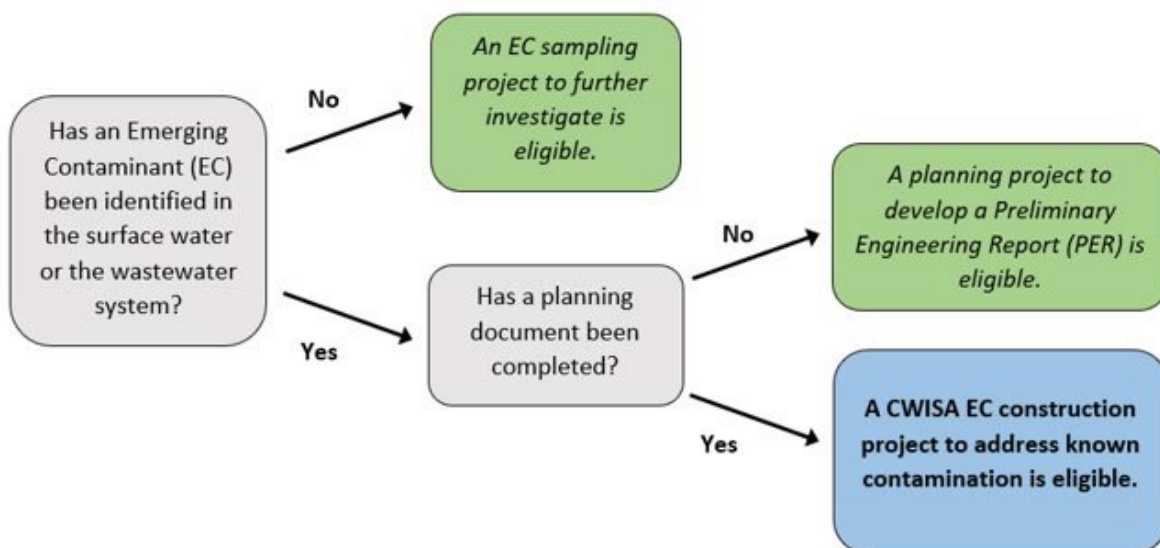 Has an Emerging
Contaminant (EC)
been identified in
the surface water
or the wastewater
system?
No
An EC sampling
project to further
investigate is
eligible.
Yes
Has a planning
document been
completed?
No
A planning project to
develop a Preliminary
Engineering Report (PER) is
eligible.
Yes
A CWISA EC construction
project to address known
contamination is eligible.